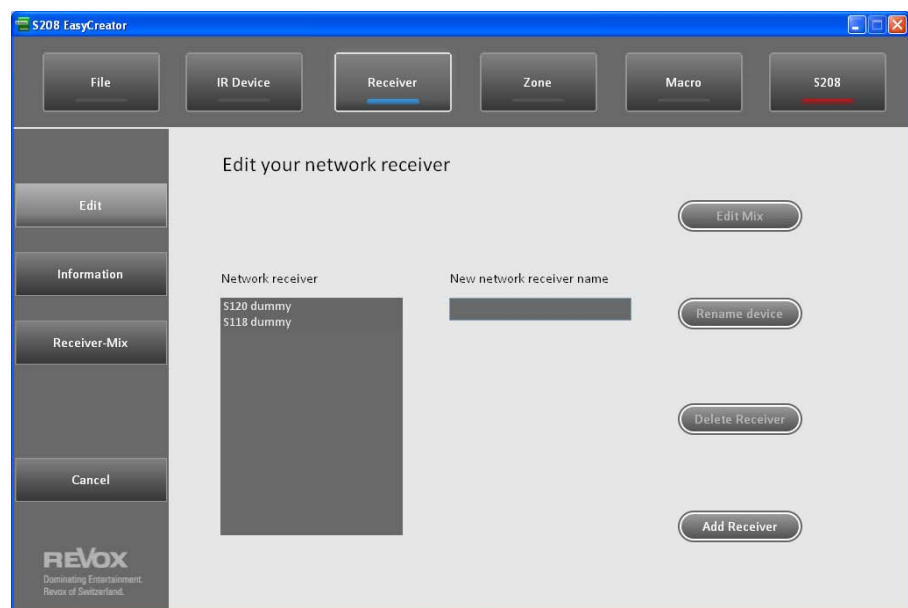 S208 EasyCreator
File
IR Device
Receiver
Zone
Macro
S208
Edit your network receiver
Edit
Edit Mix
Information
Network receiver
New network receiver name
S120 dummy
S118 dummy
Rename device
Receiver-Mix
Delete Receiver
Cancel
Add Receiver
REVOX
Dominating Entertainment.
Revox of Switzerland.